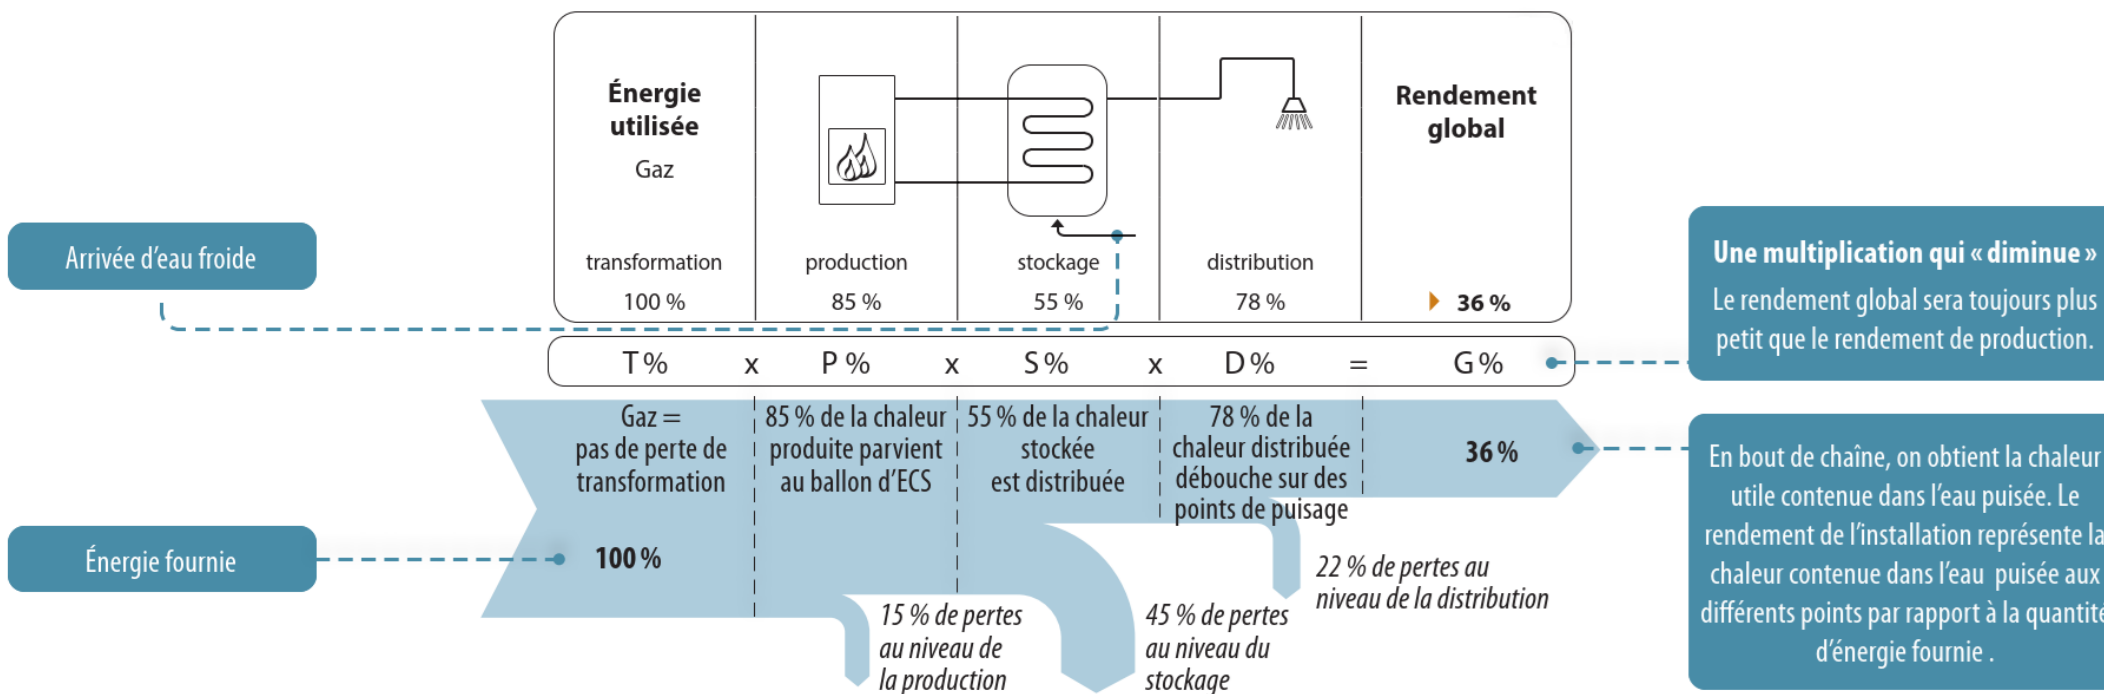 Énergie
utilisée
Gaz
Rendement
global
transformation
production
stockage
distribution
100 %
85 %
55 %
78 %
36 %
T % x P % x S % x D % = G %
Arrivée d'eau froide
Énergie fournie
Gaz =
pas de perte de
transformation
100 %
85 % de la chaleur
produite parvient
au ballon d'ECS
55 % de la chaleur
stockée
est distribuée
78 % de la
chaleur distribuée
débouche sur des
points de puisage
36 %
15 % de pertes
au niveau de
la production
45 % de pertes
au niveau du
stockage
22 % de pertes au
niveau de la distribution
Une multiplication qui « diminue »
Le rendement global sera toujours plus
petit que le rendement de production.
En bout de chaîne, on obtient la chaleur
utile contenue dans l'eau puisée. Le
rendement de l'installation représente la
chaleur contenue dans l'eau puisée aux
différents points par rapport à la quantité
d'énergie fournie .